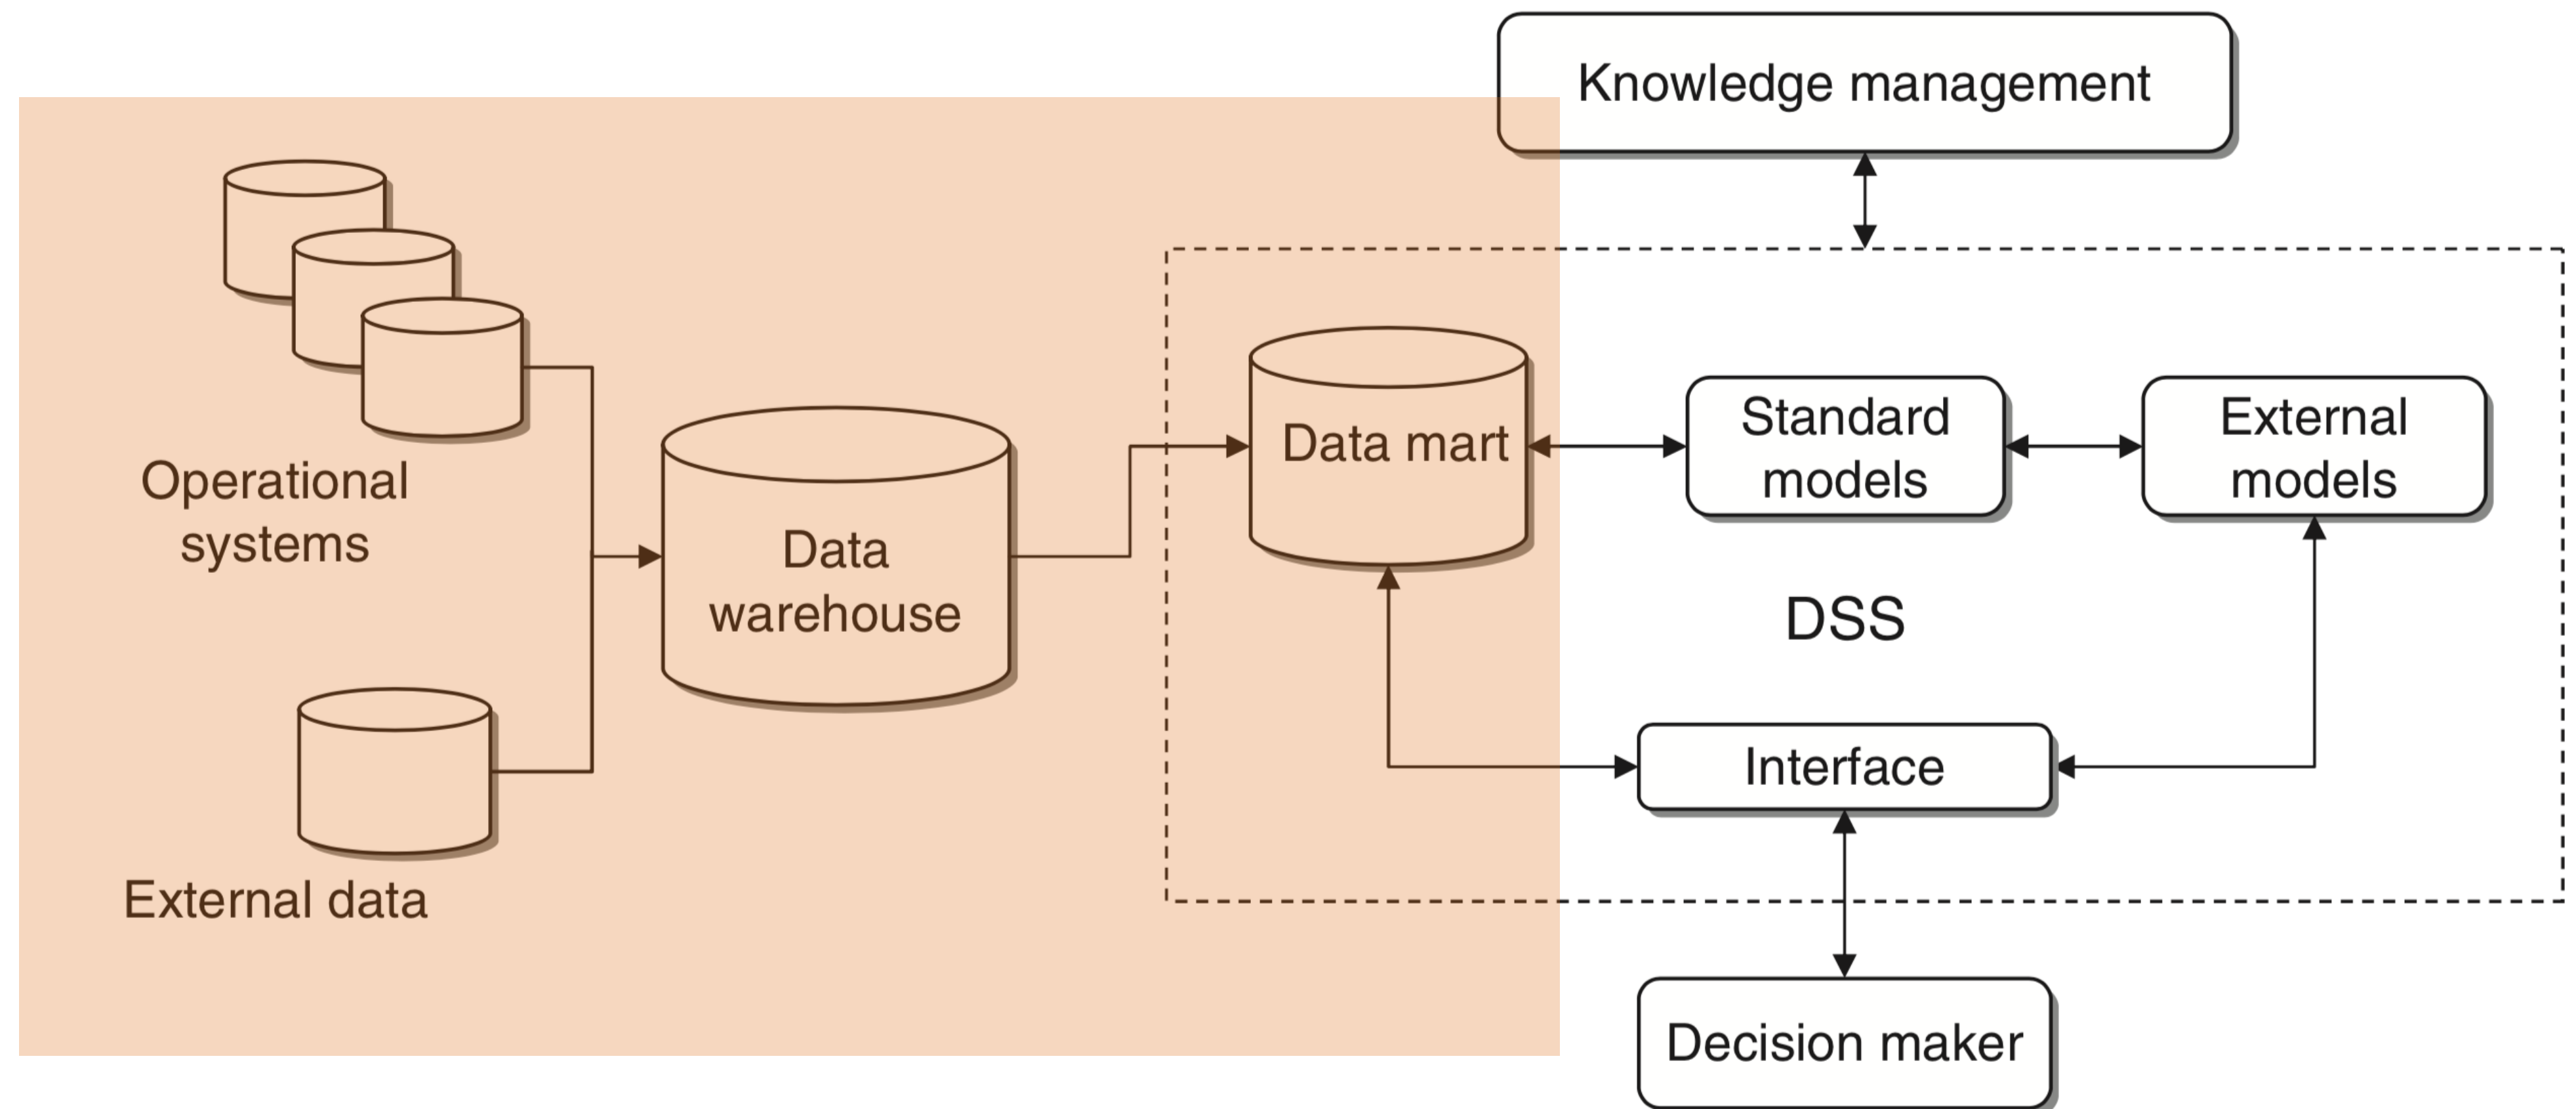 Knowledge management
Operational
systems
External data
Data
warehouse
Data mart
Standard
models
External
models
DSS
Interface
Decision maker